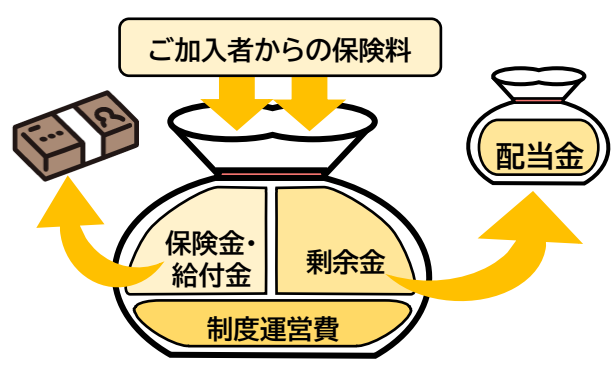 ご加入者からの保険料
配当金
保険金・
給付金
剰余金
制度運営費